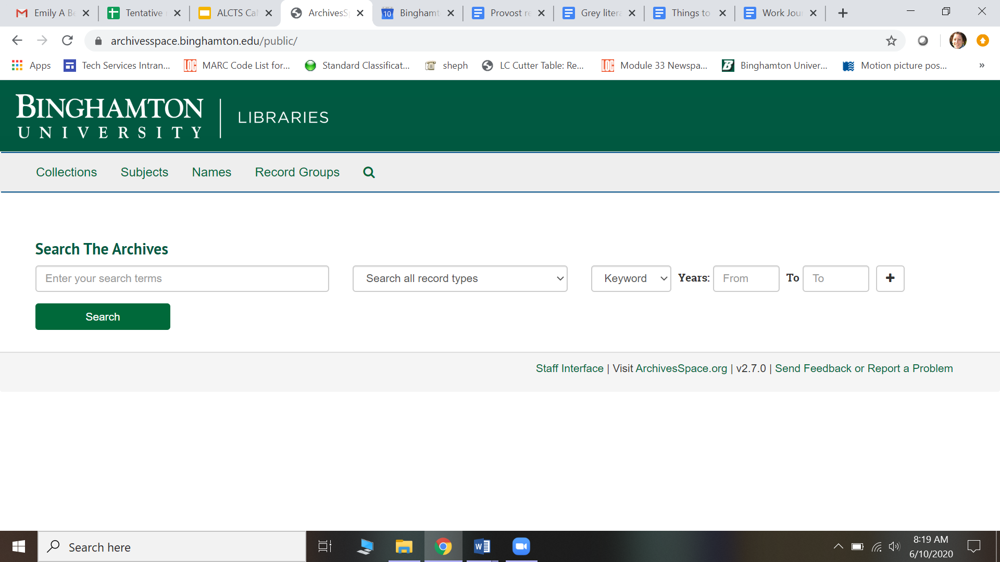 Emily A Be
Tentative
ALCTS Cal
ArchivesS
10
Binghamt
Provost re
Grey litera
Things to
Work Jour
archivesspace.binghamton.edu/public/
Apps
Tech Services Intran...
MARC Code List for...
Standard Classificat...
sheph
LC Cutter Table: Re...
Module 33 Newspa...
Binghamton Univer...
Motion picture pos...
»
BINGHAMTON
UNIVERSITY
LIBRARIES
Collections Subjects Names Record Groups
Search The Archives
Enter your search terms Search all record types Keyword Years: From To To +
Search
Staff Interface | Visit ArchivesSpace.org | v2.7.0 | Send Feedback or Report a Problem
Search here
8:19 AM
6/10/2020